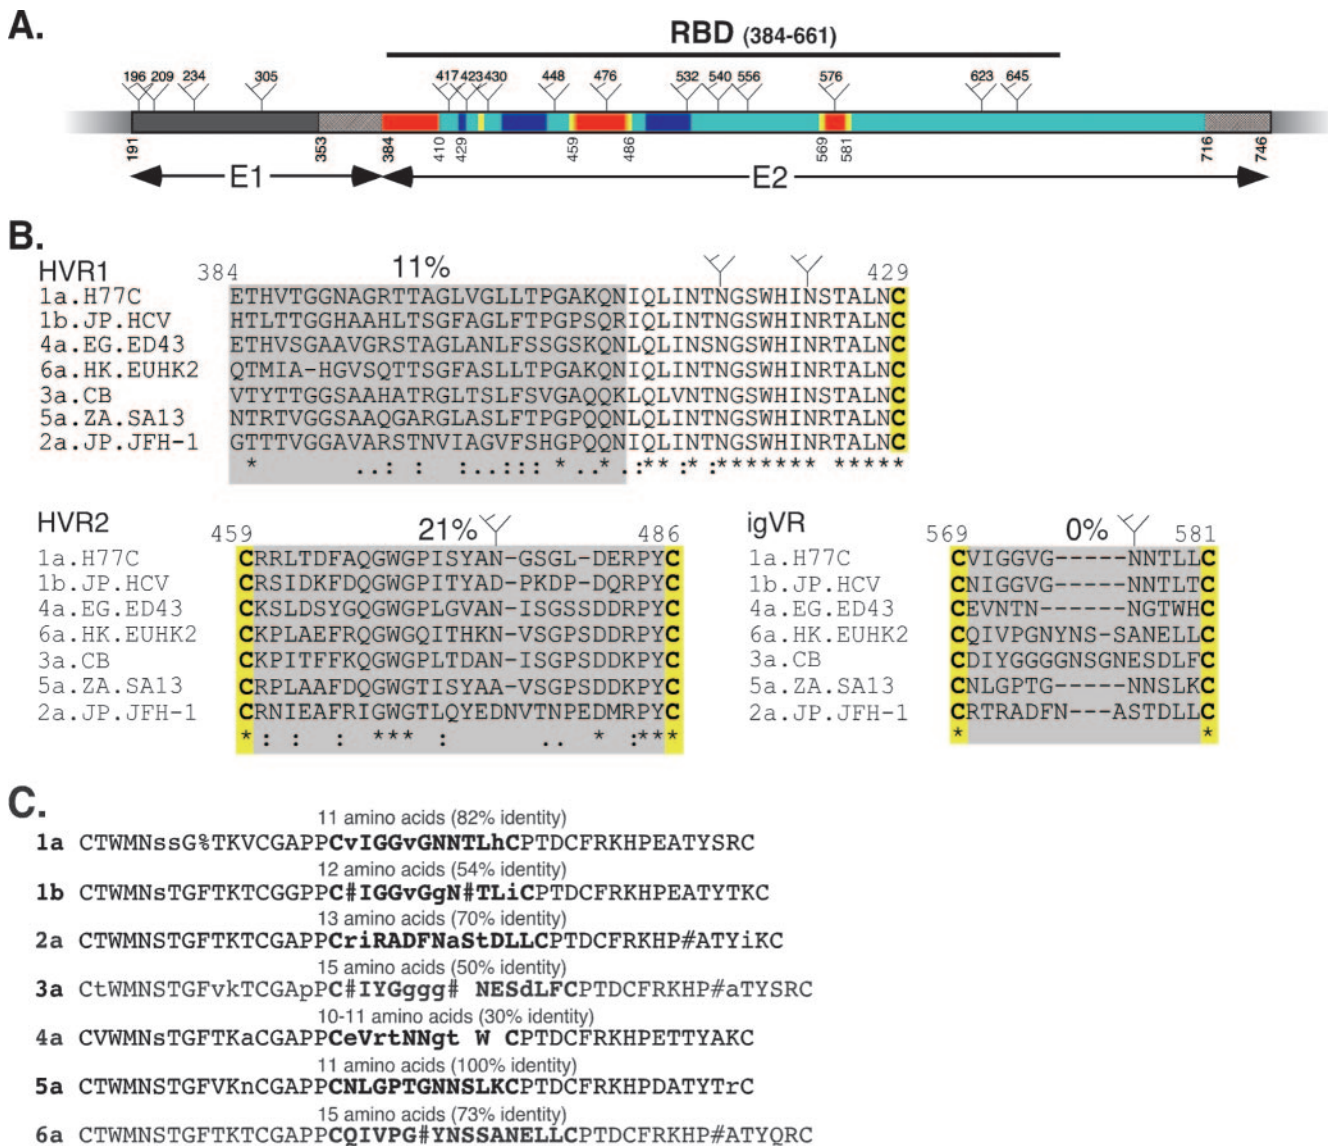 A.
RBD (384-661)
196 209 234 305 417 423 430 448 476 532 540 556 576 623 645
191 353 384 410 429 459 486 569 581 716 746
E1 E2
B.
HVR1 384 11% 429
1a.H77C ETHVTGGNAGRTTAGLVGLLTPGAKQNIQLINTNGSWHINSTALNC
1b.JP.HCV HTLTTGGHAAHLTSGFAGLFTPGPSQRIQLINTNGSWHINRTALNC
4a.EG.ED43 ETHVSGAAVGRSTAGLANLFSSGSKQNLQLINSNGSWHINRTALNC
6a.HK.EUHK2 QTMIA-HGVSQTTSGFASLLTPGAKQNIQLINTNGSWHINRTALNC
3a.CB VTYTTGGSAAHATRGLTSLFSVGAQQKLQLVNTNGSWHINSTALNC
5a.ZA.SA13 NTRTVGGSAAQGARGLASLFTPGPQQNLQLINTNGSWHINRTALNC
2a.JP.JFH-1 GTTTVGGAVARSTNVIAGVFSHGPQQNIQLINTNGSWHINRTALNC
* ..: : :..::: * .. * .:** :* :******* *****
HVR2 459 21% 486
1a.H77C CRRLTDFAQGWGPISYAN-GSGL-DERPYC
1b.JP.HCV CRSIDKFDQGWGPITYAD-PKDP-DQRPYC
4a.EG.ED43 CKSLDSYGQGWGPLGVAN-ISGSSDDRPYC
6a.HK.EUHK2 CKPLAEFRQGWGQITHKN-VSGPSDDRPYC
3a.CB CKPITFFKQGWGPLTDAN-ISGPSDDKPYC
5a.ZA.SA13 CRPLAAFDQGWGTISYAA-VSGPSDDKPYC
2a.JP.JFH-1 CRNIEAFRIGWGTLQYEDNVTNPEDMRPYC
*: : : *** : .. * :***
igVR 569 0% 581
1a.H77C CVIGGVG-----NNTLLC
1b.JP.HCV CNIGGVG-----NNTLTC
4a.EG.ED43 CEVNTN------NGTWHC
6a.HK.EUHK2 CQIVPGNYNS-SANELLC
3a.CB CDIYGGGGNSGNESDLFC
5a.ZA.SA13 CNLGPTG-----NNSLKC
2a.JP.JFH-1 CRTRADFN---ASTDLLC
* *
C.
11 amino acids (82% identity)
1a CTWMNssG%TKVCGAPPCvIGGvGNNTLhCPTDCFRKHPEATYSRC
12 amino acids (54% identity)
1b CTWMNsTGFTKTCGGPPC#IGGvGgN#TLiCPTDCFRKHPEATYTKC
13 amino acids (70% identity)
2a CTWMNSTGFTKTCGAPPCriRADFNaStDLLCPTDCFRKHP#ATYiKC
15 amino acids (50% identity)
3a CtWMNSTGFvkTCGApPC#IYGggg# NESdLFCPTDCFRKHP#aTYSRC
10-11 amino acids (30% identity)
4a CVWMNsTGFTKaCGAPPCeVrtNNgt W CPTDCFRKHPETTYAKC
11 amino acids (100% identity)
5a CTWMNSTGFVKnCGAPPCNLGPTGNNSLKCPTDCFRKHPDATYTrC
15 amino acids (73% identity)
6a CTWMNSTGFTKTCGAPPCQIVPG#YNSSANELLCPTDCFRKHP#ATYQRC